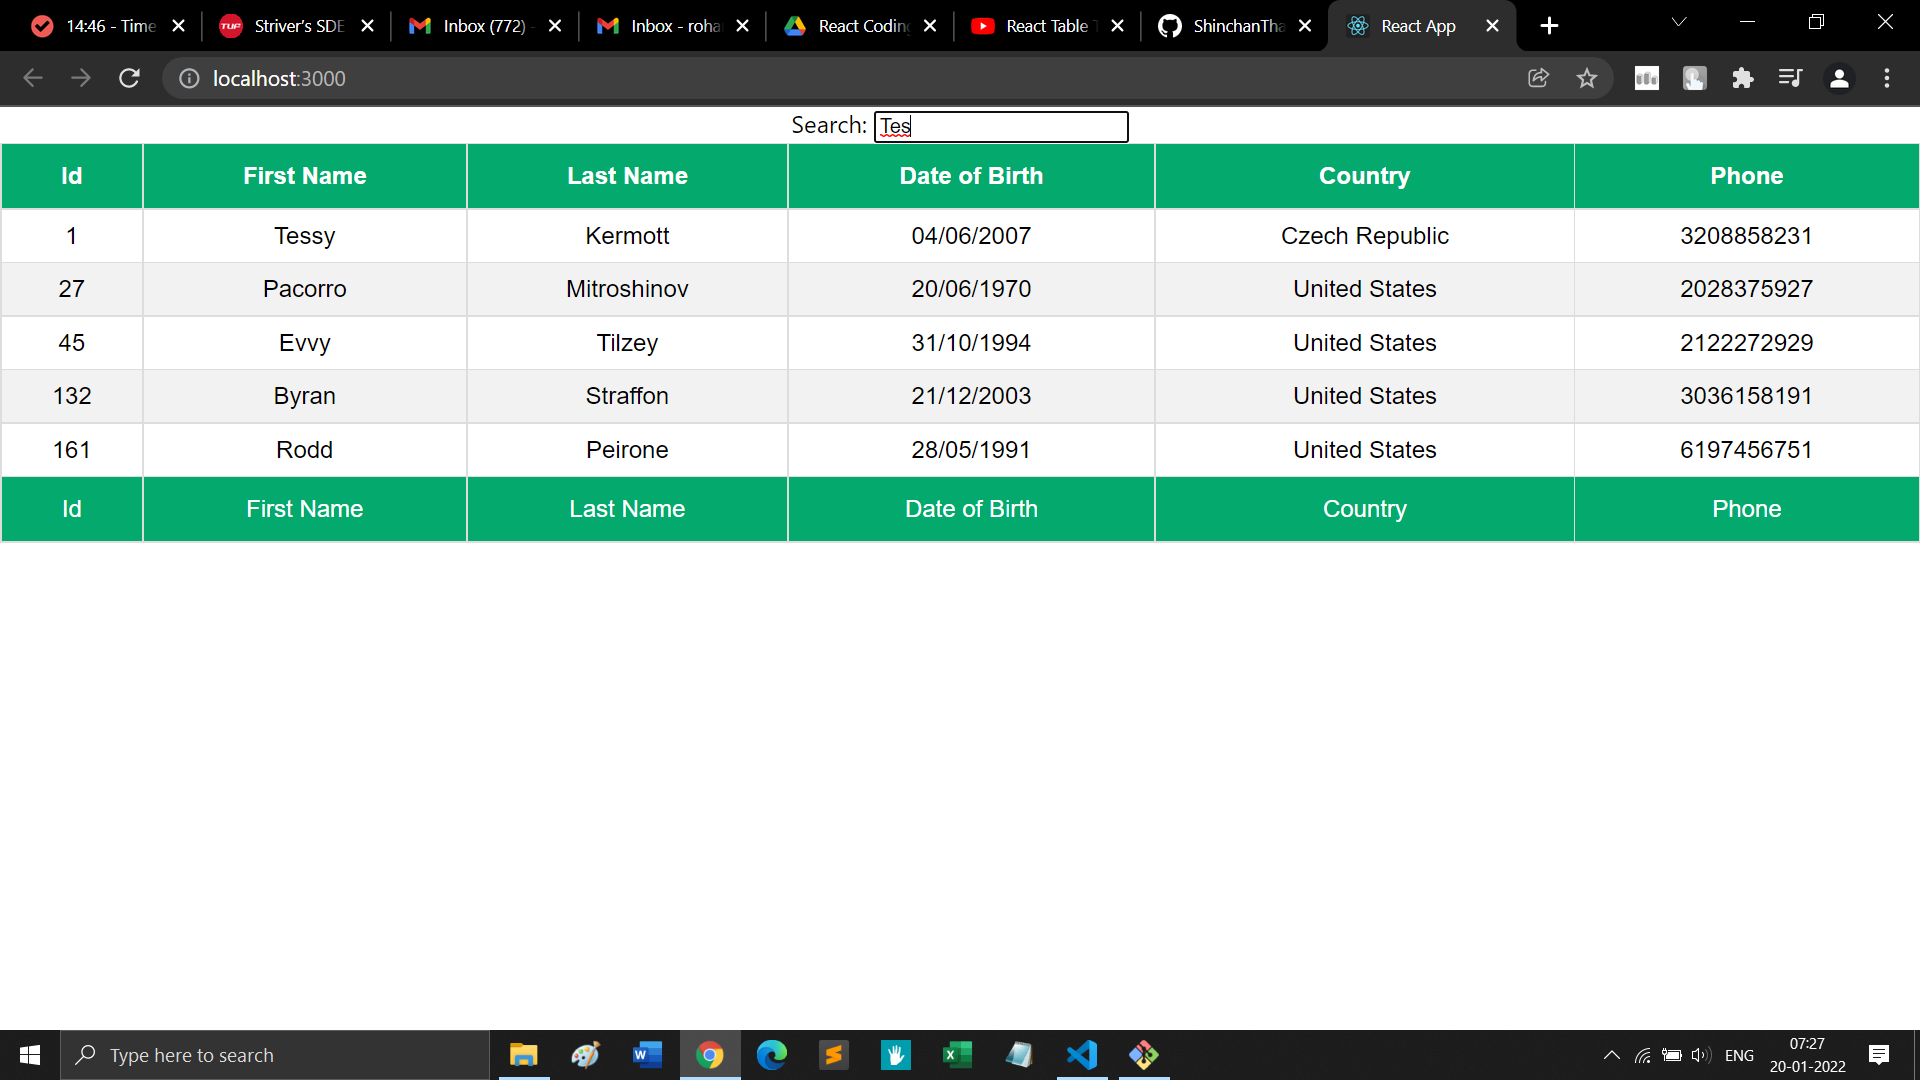 14:46 - Time
TUF Striver's SDE
Inbox (772) -
Inbox - roha
React Coding
React Table T
ShinchanTha
React App
localhost:3000
Search: Tes
Id First Name Last Name Date of Birth Country Phone
1 Tessy Kermott 04/06/2007 Czech Republic 3208858231
27 Pacorro Mitroshinov 20/06/1970 United States 2028375927
45 Evvy Tilzey 31/10/1994 United States 2122272929
132 Byran Straffon 21/12/2003 United States 3036158191
161 Rodd Peirone 28/05/1991 United States 6197456751
Id First Name Last Name Date of Birth Country Phone
Type here to search
ENG
07:27
20-01-2022